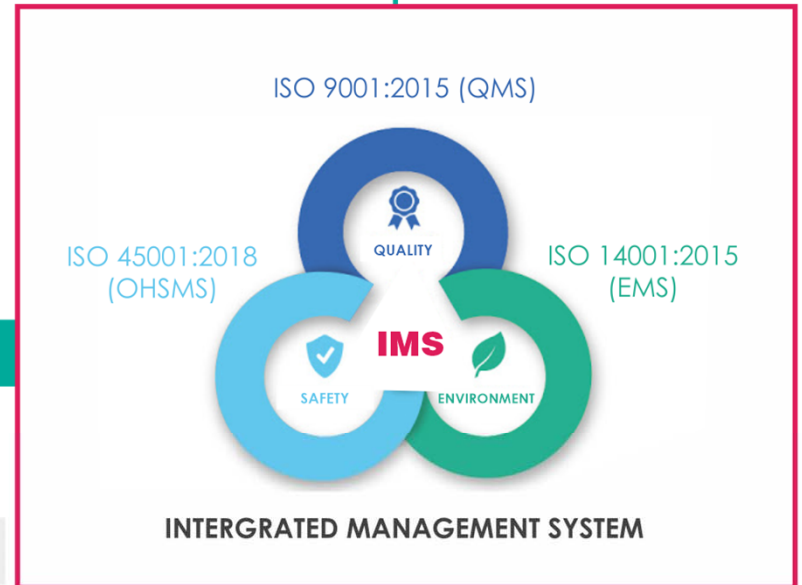 ISO 9001:2015 (QMS)
QUALITY
ISO 45001:2018
(OHSMS)
ISO 14001:2015
(EMS)
IMS
SAFETY
ENVIRONMENT
INTERGRATED MANAGEMENT SYSTEM